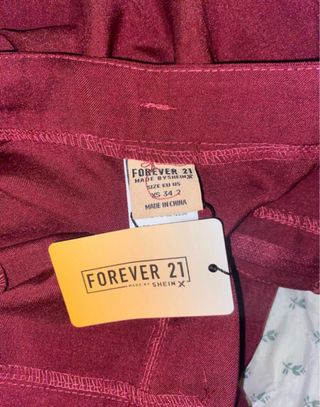 FOREVER 21
MADE BY SHEIN X
SIZE EU US
XS 34 2
MADE IN CHINA
FOREVER 21
MADE BY SHEIN X